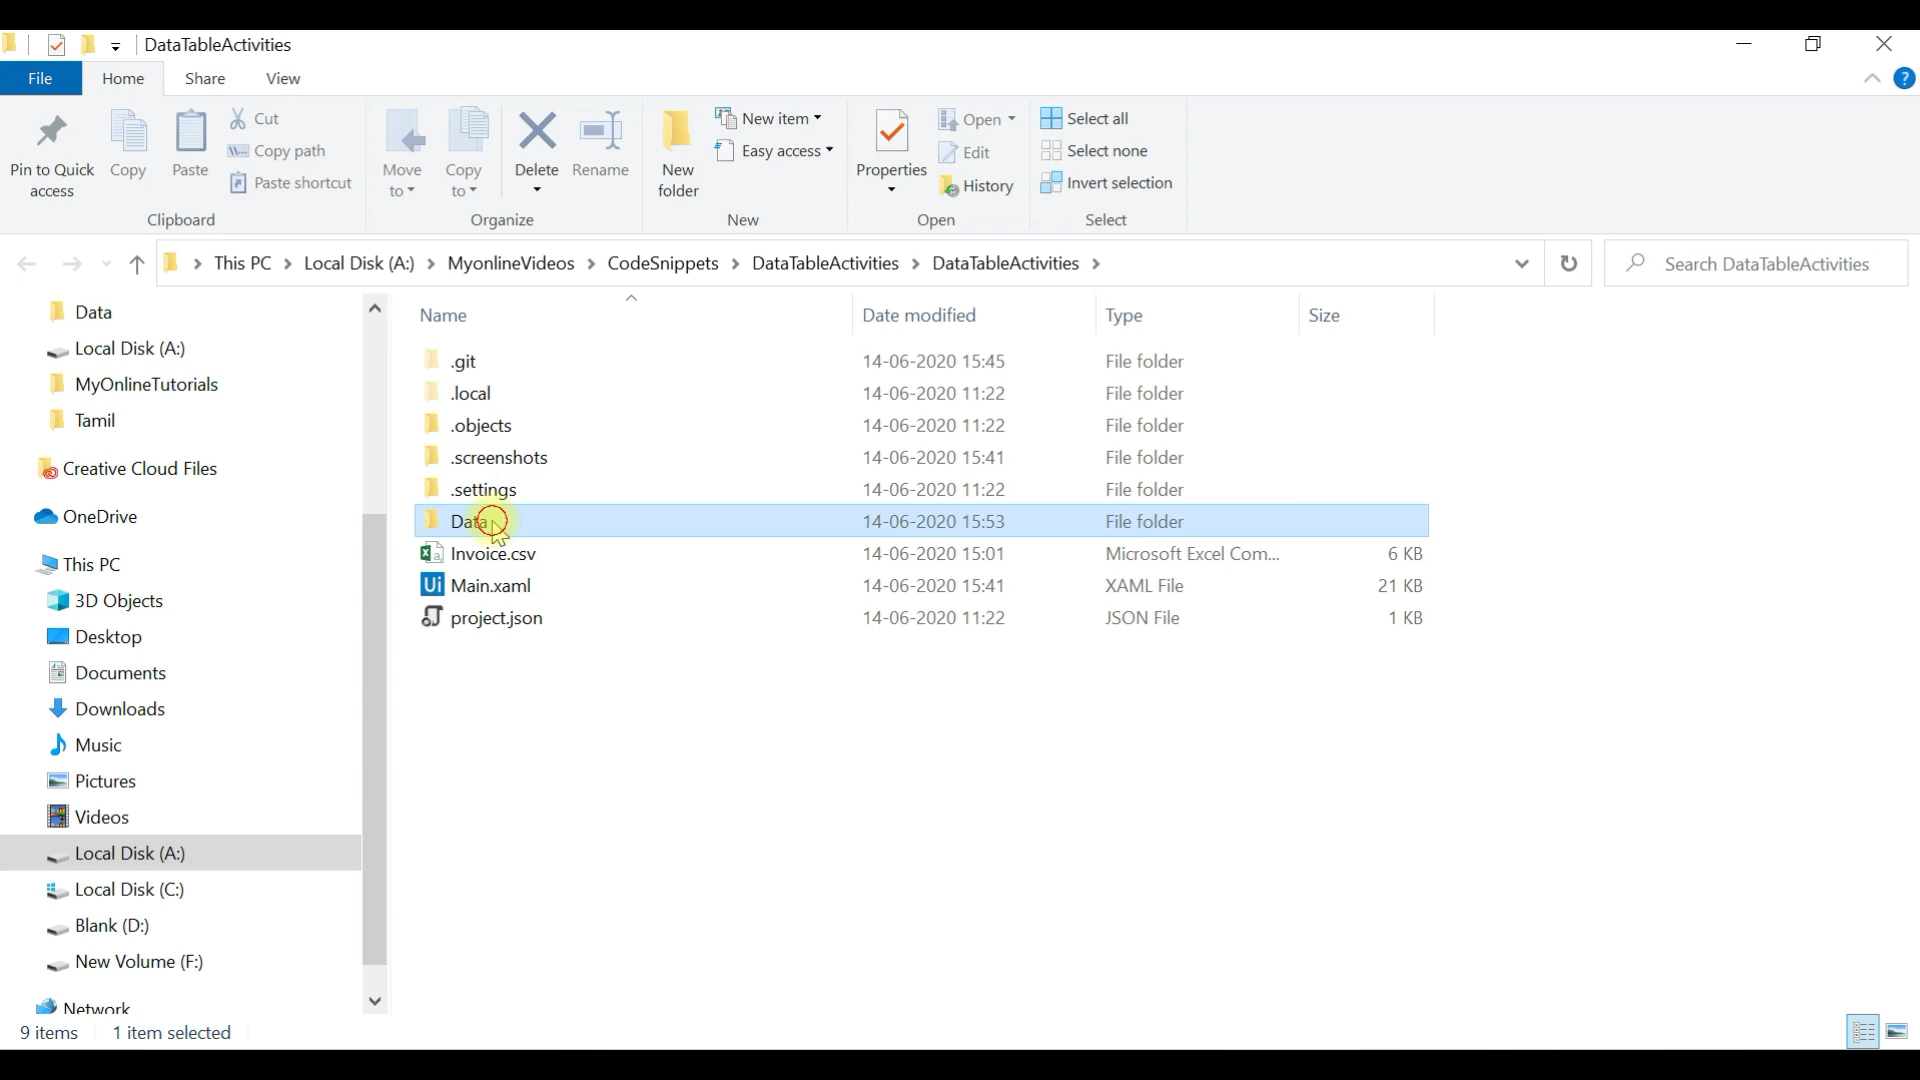 DataTableActivities
File Home Share View
Pin to Quick access
Copy
Paste
Cut
Copy path
Paste shortcut
Clipboard
Move to
Copy to
Delete
Rename
Organize
New folder
New item
Easy access
New
Properties
Open
Edit
History
Open
Select all
Select none
Invert selection
Select
This PC > Local Disk (A:) > MyonlineVideos > CodeSnippets > DataTableActivities > DataTableActivities >
Search DataTableActivities
Data
Local Disk (A:)
MyOnlineTutorials
Tamil
Creative Cloud Files
OneDrive
This PC
3D Objects
Desktop
Documents
Downloads
Music
Pictures
Videos
Local Disk (A:)
Local Disk (C:)
Blank (D:)
New Volume (F:)
Network
Name Date modified Type Size
.git 14-06-2020 15:45 File folder
.local 14-06-2020 11:22 File folder
.objects 14-06-2020 11:22 File folder
.screenshots 14-06-2020 15:41 File folder
.settings 14-06-2020 11:22 File folder
Data 14-06-2020 15:53 File folder
Invoice.csv 14-06-2020 15:01 Microsoft Excel Com... 6 KB
Ui Main.xaml 14-06-2020 15:41 XAML File 21 KB
project.json 14-06-2020 11:22 JSON File 1 KB
9 items 1 item selected